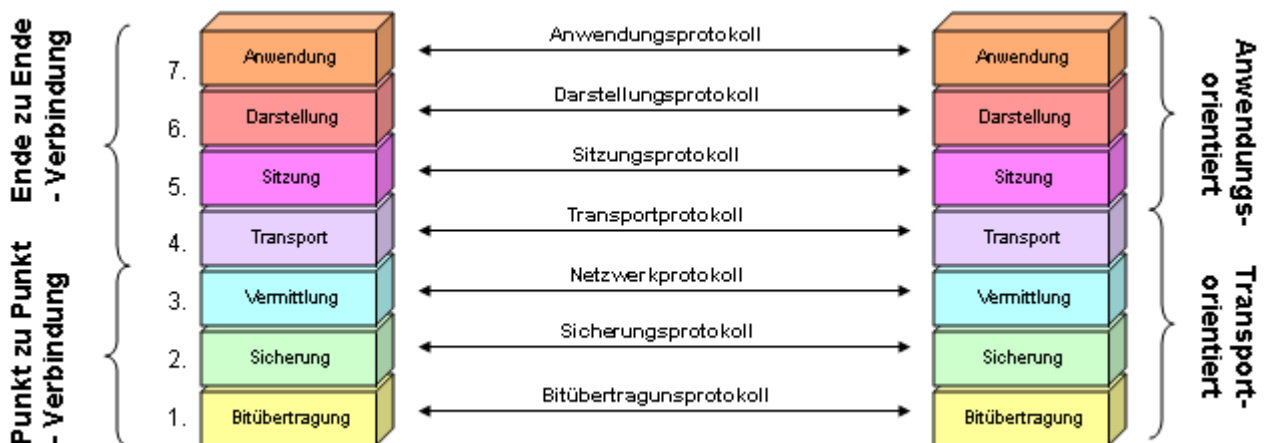 Ende zu Ende
- Verbindung
Punkt zu Punkt
- Verbindung
7.
Anwendung
Anwendungsprotokoll
Anwendung
6.
Darstellung
Darstellungsprotokoll
Darstellung
5.
Sitzung
Sitzungsprotokoll
Sitzung
4.
Transport
Transportprotokoll
Transport
3.
Vermittlung
Netzwerkprotokoll
Vermittlung
2.
Sicherung
Sicherungsprotokoll
Sicherung
1.
Bitübertragung
Bitübertragunsprotokoll
Bitübertragung
Anwendungs-
orientiert
Transport-
orientiert